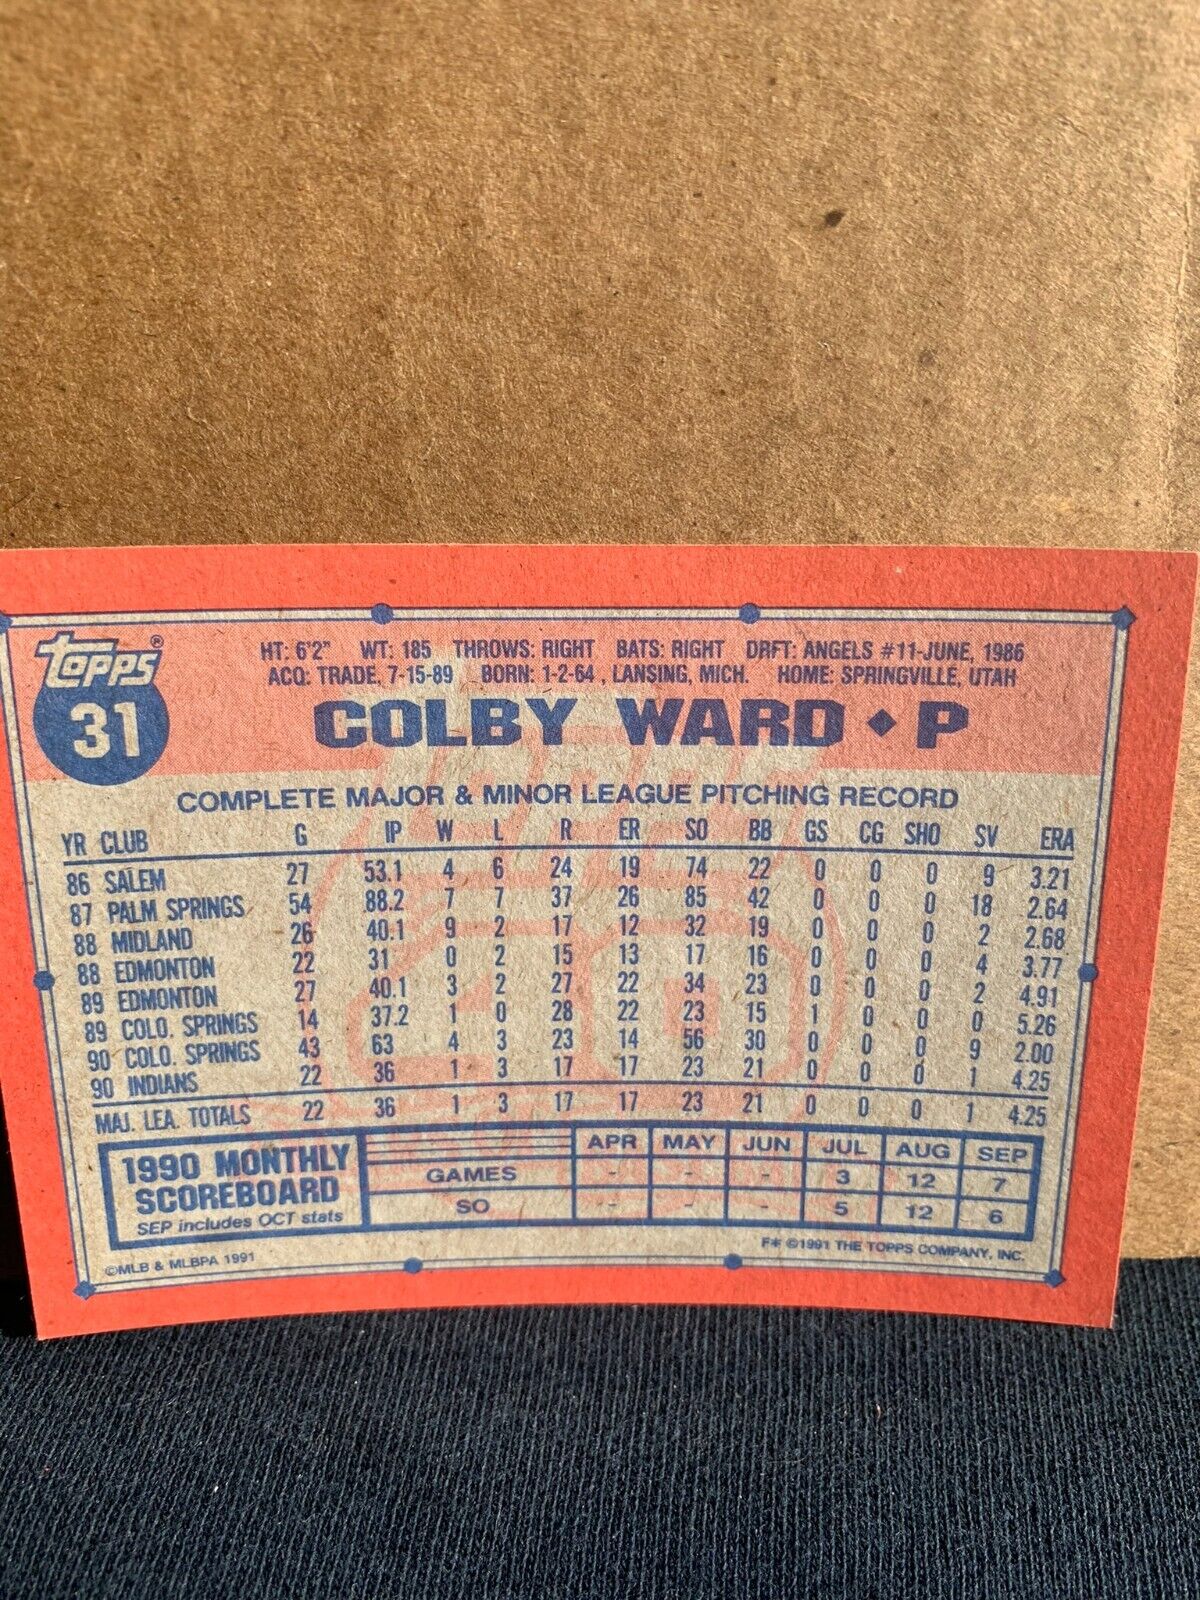 topps®
31
HT: 6'2" WT: 185 THROWS: RIGHT BATS: RIGHT DRFT: ANGELS #11-JUNE, 1986
ACQ: TRADE, 7-15-89 BORN: 1-2-64, LANSING, MICH. HOME: SPRINGVILLE, UTAH
COLBY WARD ♦ P
COMPLETE MAJOR & MINOR LEAGUE PITCHING RECORD
YR CLUB G IP W L R ER SO BB GS CG SHO SV ERA
86 SALEM 27 53.1 4 6 24 19 74 22 0 0 0 9 3.21
87 PALM SPRINGS 54 88.2 7 7 37 26 85 42 0 0 0 18 2.64
88 MIDLAND 26 40.1 9 2 17 12 32 19 0 0 0 2 2.68
88 EDMONTON 22 31 0 2 15 13 17 16 0 0 0 4 3.77
89 EDMONTON 27 40.1 3 2 27 22 34 23 0 0 0 2 4.91
89 COLO. SPRINGS 14 37.2 1 0 28 22 23 15 1 0 0 0 5.26
90 COLO. SPRINGS 43 63 4 3 23 14 56 30 0 0 0 9 2.00
90 INDIANS 22 36 1 3 17 17 23 21 0 0 0 1 4.25
MAJ. LEA. TOTALS 22 36 1 3 17 17 23 21 0 0 0 1 4.25
1990 MONTHLY
SCOREBOARD
SEP includes OCT stats
APR MAY JUN JUL AUG SEP
GAMES - - - 3 12 7
SO - - - 5 12 6
©MLB & MLBPA 1991
F* ©1991 THE TOPPS COMPANY, INC.